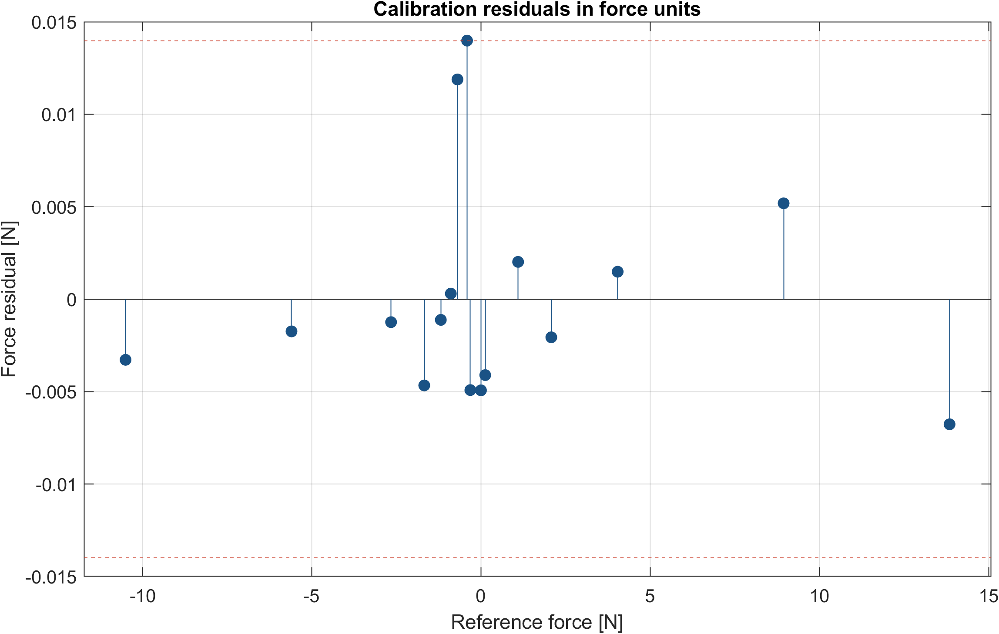 Calibration residuals in force units
0.015
0.01
0.005
0
-0.005
-0.01
-0.015
Force residual [N]
-10 -5 0 5 10 15
Reference force [N]